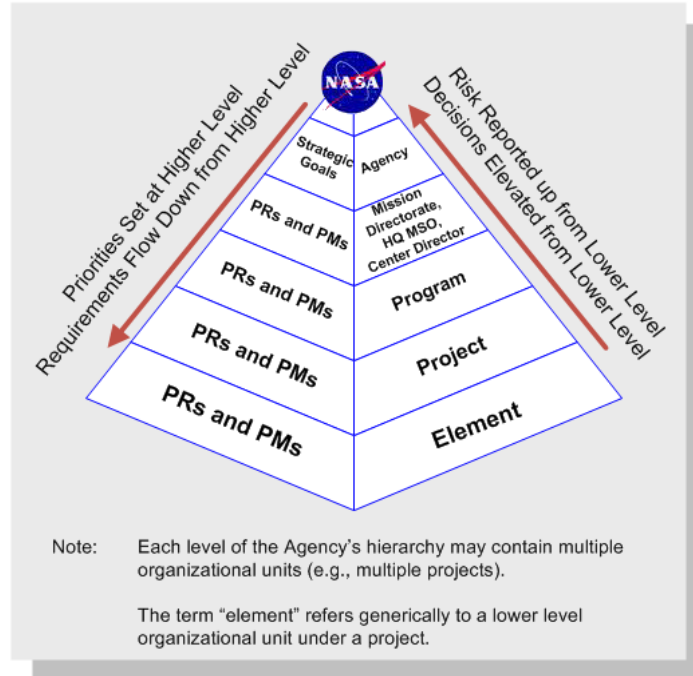 NASA
Priorities Set at Higher Level
Requirements Flow Down from Higher Level
Risk Reported up from Lower Level
Decisions Elevated from Lower Level
Strategic
Goals
Agency
PRs and PMs
Mission
Directorate,
HQ MSO,
Center Director
PRs and PMs
Program
PRs and PMs
Project
PRs and PMs
Element
Note: Each level of the Agency’s hierarchy may contain multiple
organizational units (e.g., multiple projects).
The term “element” refers generically to a lower level
organizational unit under a project.